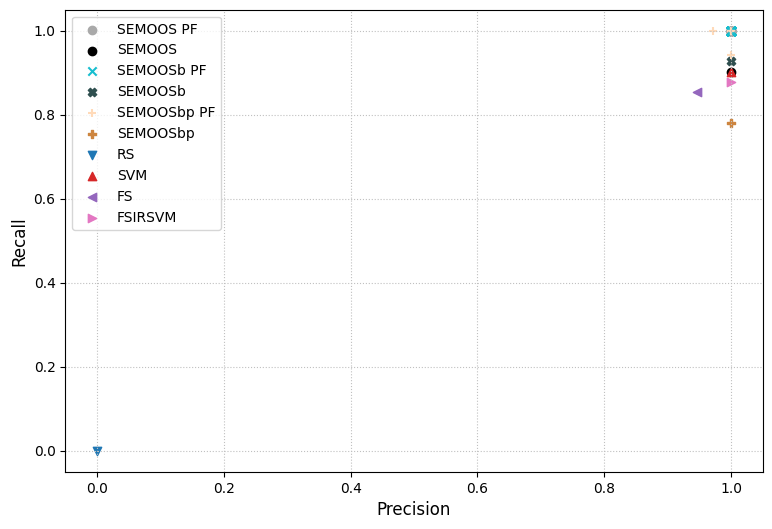 1.0
0.8
0.6
0.4
0.2
0.0
Recall
SEMOOS PF
SEMOOS
SEMOOSb PF
SEMOOSb
SEMOOSbp PF
SEMOOSbp
RS
SVM
FS
FSIRSVM
0.0 0.2 0.4 0.6 0.8 1.0
Precision